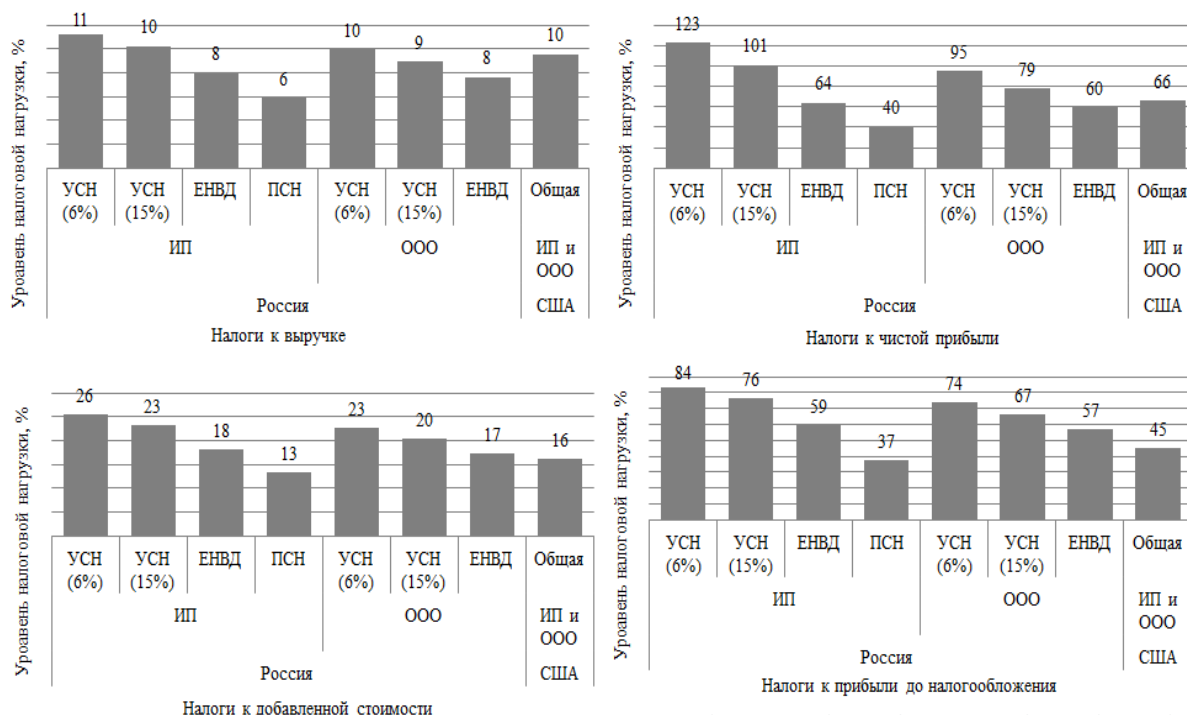 Уроавень налоговой нагрузки, %
11 10 8 6 10 9 8 10
УСН (6%) УСН (15%) ЕНВД ПСН УСН (6%) УСН (15%) ЕНВД Общая
ИП ООО ИП и ООО
Россия США
Налоги к выручке
Уроавень налоговой нагрузки, %
123 101 64 40 95 79 60 66
УСН (6%) УСН (15%) ЕНВД ПСН УСН (6%) УСН (15%) ЕНВД Общая
ИП ООО ИП и ООО
Россия США
Налоги к чистой прибыли
Уроавень налоговой нагрузки, %
26 23 18 13 23 20 17 16
УСН (6%) УСН (15%) ЕНВД ПСН УСН (6%) УСН (15%) ЕНВД Общая
ИП ООО ИП и ООО
Россия США
Налоги к добавленной стоимости
Уроавень налоговой нагрузки, %
84 76 59 37 74 67 57 45
УСН (6%) УСН (15%) ЕНВД ПСН УСН (6%) УСН (15%) ЕНВД Общая
ИП ООО ИП и ООО
Россия США
Налоги к прибыли до налогообложения